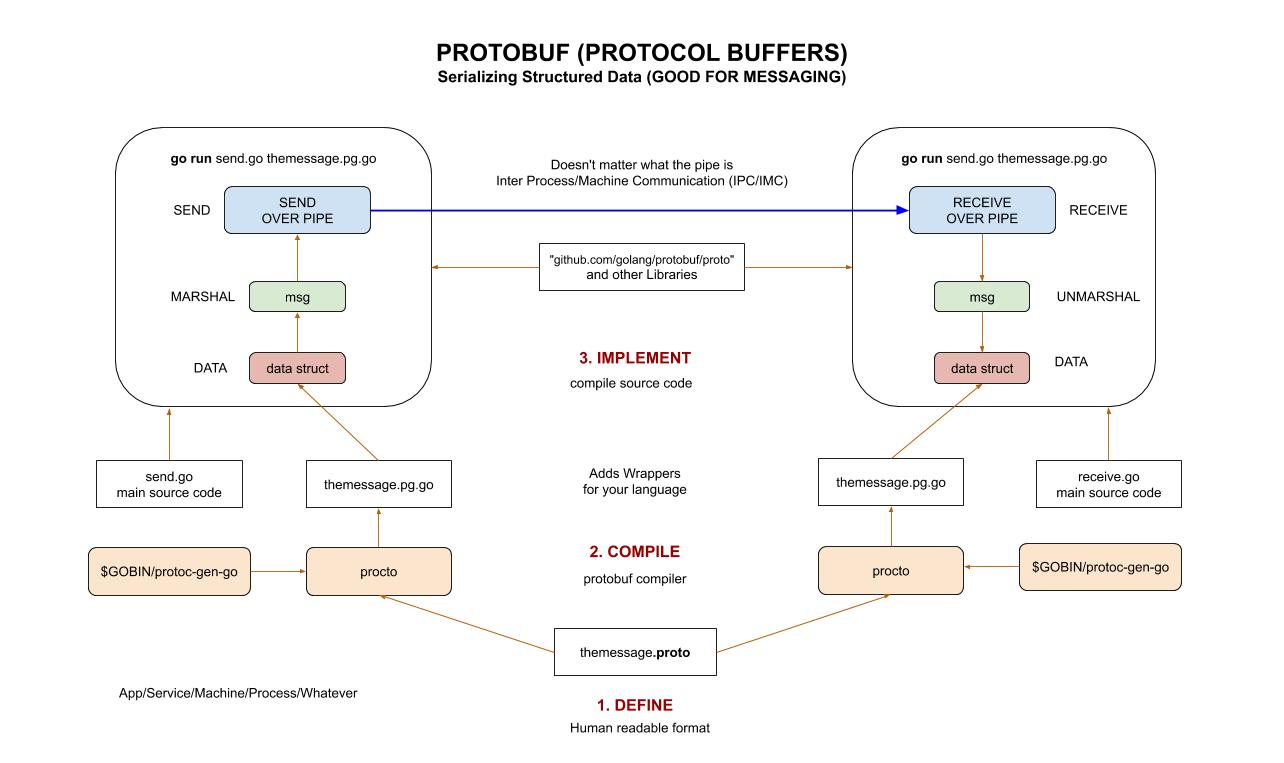 PROTOBUF (PROTOCOL BUFFERS)
Serializing Structured Data (GOOD FOR MESSAGING)
go run send.go themessage.pg.go
SEND
SEND
OVER PIPE
MARSHAL
msg
DATA
data struct
Doesn't matter what the pipe is
Inter Process/Machine Communication (IPC/IMC)
"github.com/golang/protobuf/proto"
and other Libraries
go run send.go themessage.pg.go
RECEIVE
OVER PIPE
RECEIVE
msg
UNMARSHAL
data struct
DATA
3. IMPLEMENT
compile source code
send.go
main source code
themessage.pg.go
Adds Wrappers
for your language
themessage.pg.go
receive.go
main source code
$GOBIN/protoc-gen-go
procto
2. COMPILE
protobuf compiler
procto
$GOBIN/protoc-gen-go
themessage.proto
App/Service/Machine/Process/Whatever
1. DEFINE
Human readable format